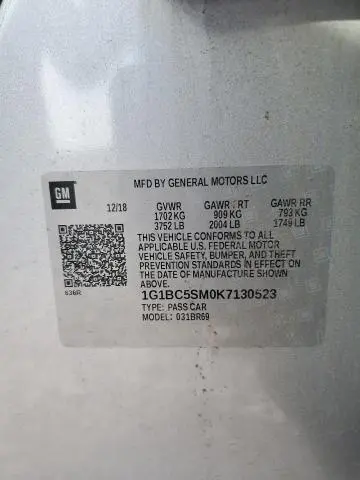 MFD BY GENERAL MOTORS LLC
GM
12/18 GVWR GAWR FRT GAWR RR
1702 KG 909 KG 793 KG
3752 LB 2004 LB 1749 LB
THIS VEHICLE CONFORMS TO ALL
APPLICABLE U.S. FEDERAL MOTOR
VEHICLE SAFETY, BUMPER, AND THEFT
PREVENTION STANDARDS IN EFFECT ON
THE DATE OF MANUFACTURE SHOWN
ABOVE.
1G1BC5SM0K7130523
636R
TYPE: PASS CAR
MODEL: 031BR69